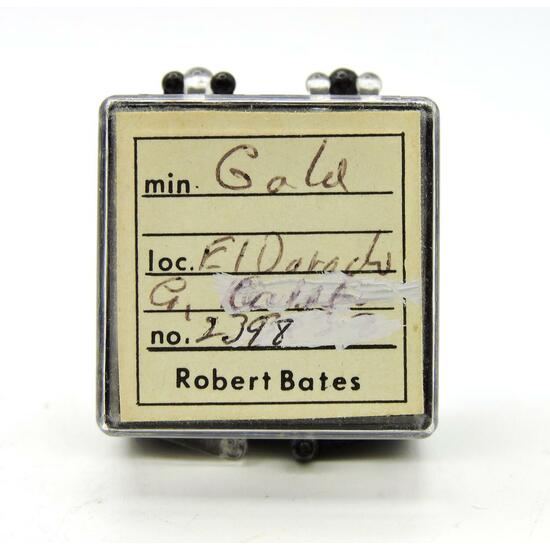 min. Gold
loc. El Dorado
Co, Calif.
no. 2398
Robert Bates